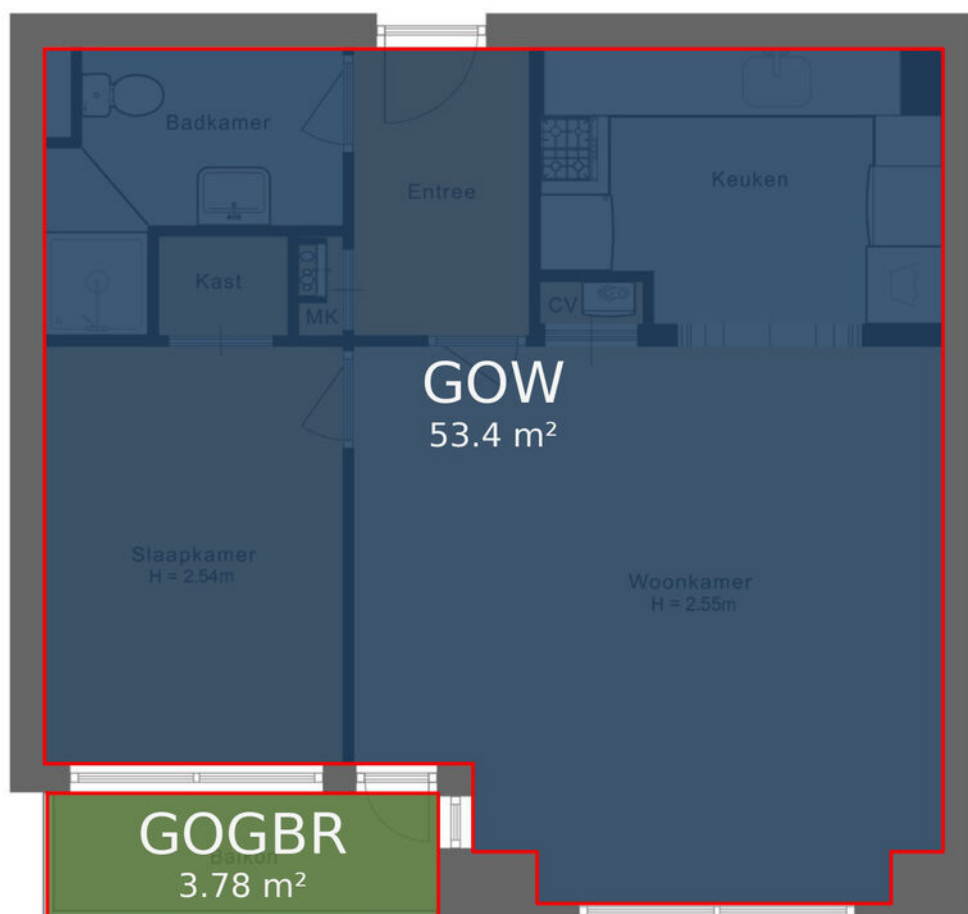 Badkamer
Entree
Keuken
Kast
MK
CV
GOW
53.4 m²
Slaapkamer
H = 2.54m
Woonkamer
H = 2.55m
GOGBR
Balkon
3.78 m²